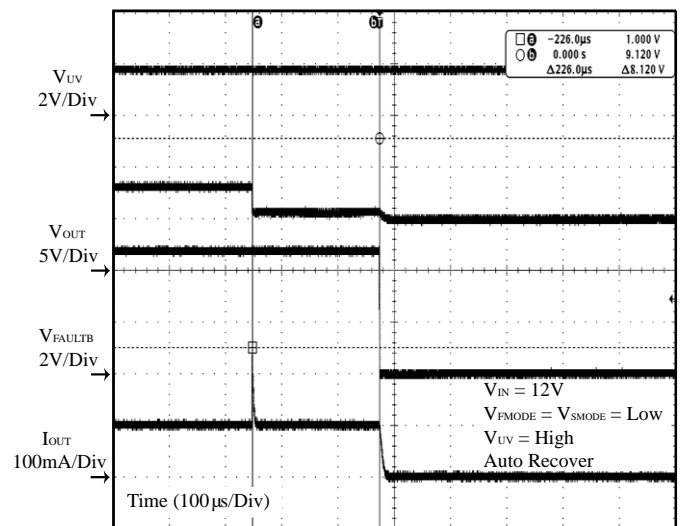 a b T
a −226.0µs 1.000 V
b 0.000 s 9.120 V
Δ226.0µs Δ8.120 V
VUV
2V/Div
VOUT
5V/Div
VFAULTB
2V/Div
IOUT
100mA/Div
VIN = 12V
VFMODE = VSMODE = Low
VUV = High
Auto Recover
Time (100µs/Div)